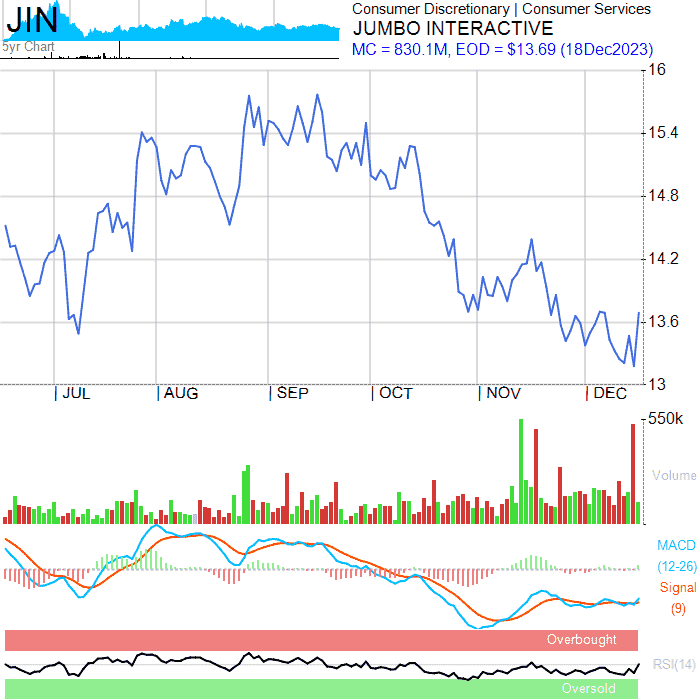 JIN
5yr Chart
Consumer Discretionary | Consumer Services
JUMBO INTERACTIVE
MC = 830.1M, EOD = $13.69 (18Dec2023)
16
15.4
14.8
14.2
13.6
13
| JUL | AUG | SEP | OCT | NOV | DEC
550k
Volume
MACD
(12-26)
Signal
(9)
Overbought
RSI(14)
Oversold